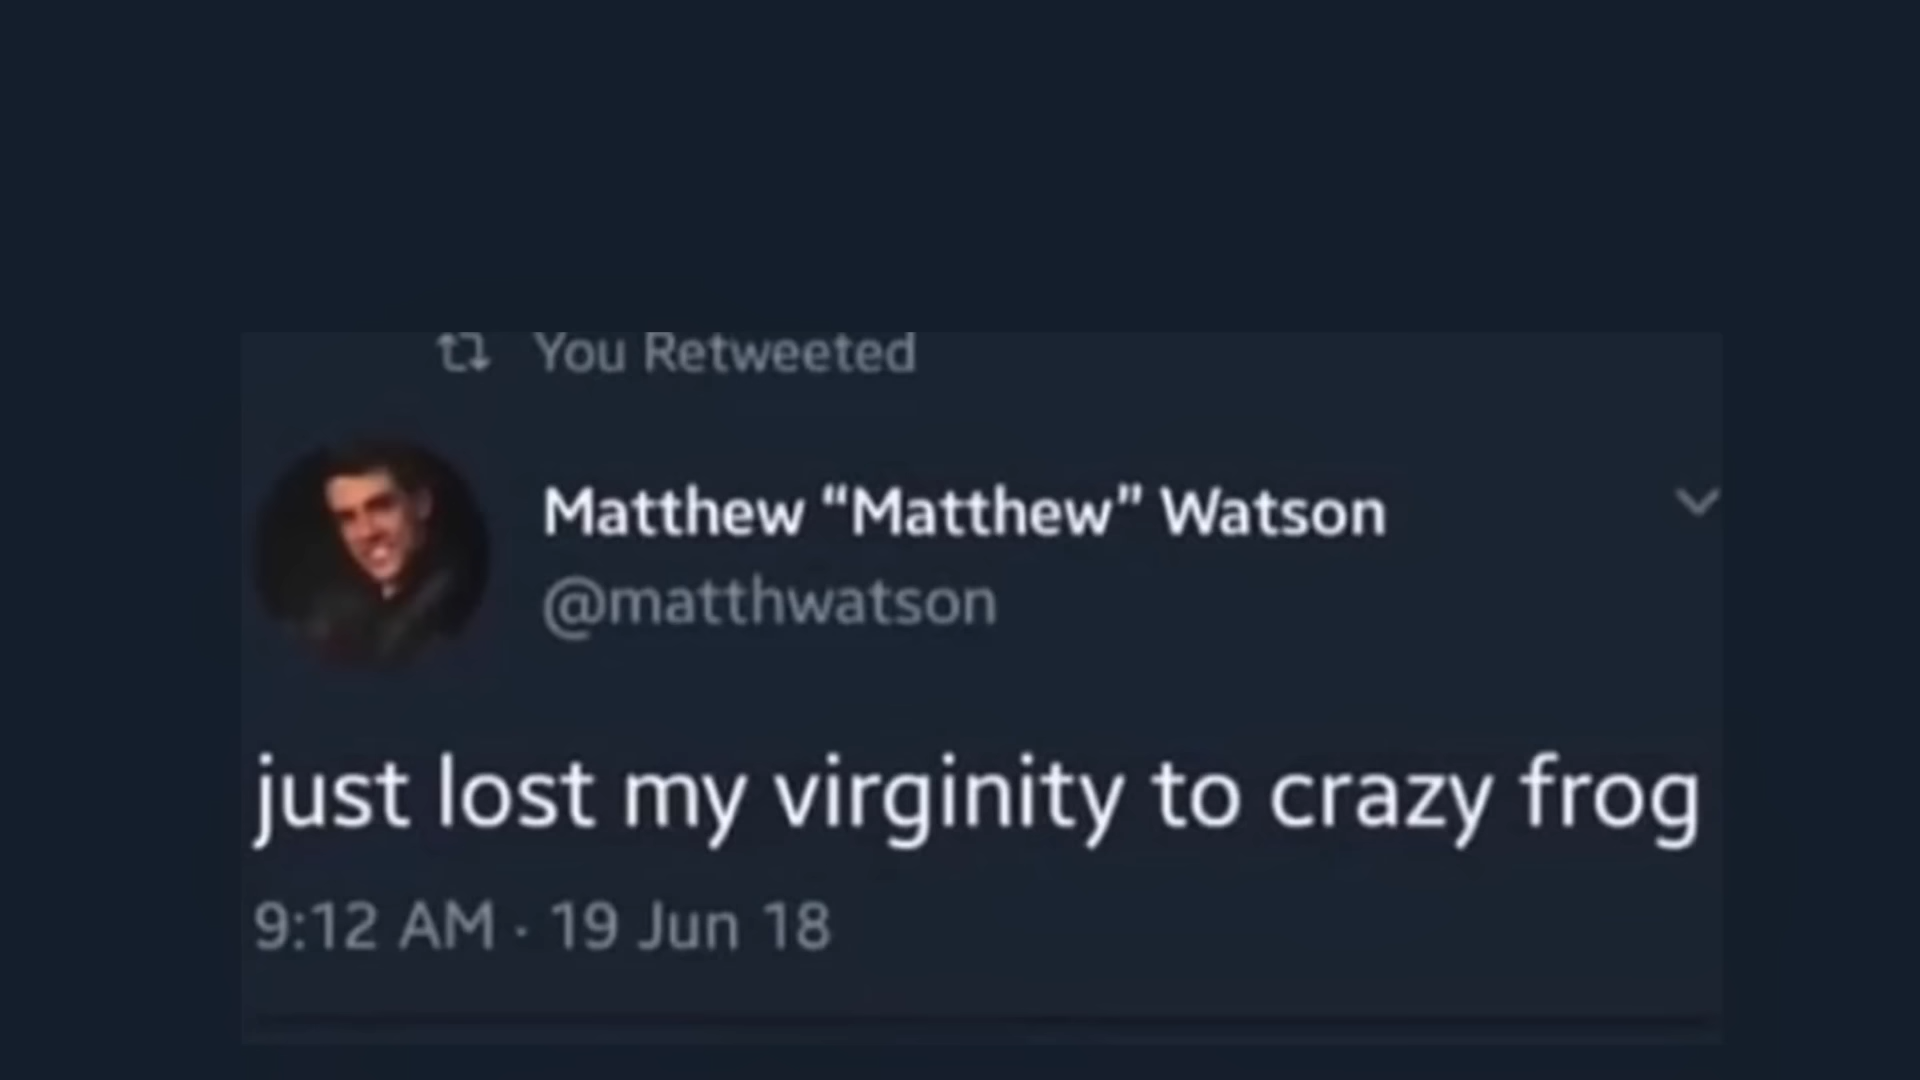 You Retweeted
Matthew “Matthew” Watson
@matthwatson
just lost my virginity to crazy frog
9:12 AM · 19 Jun 18